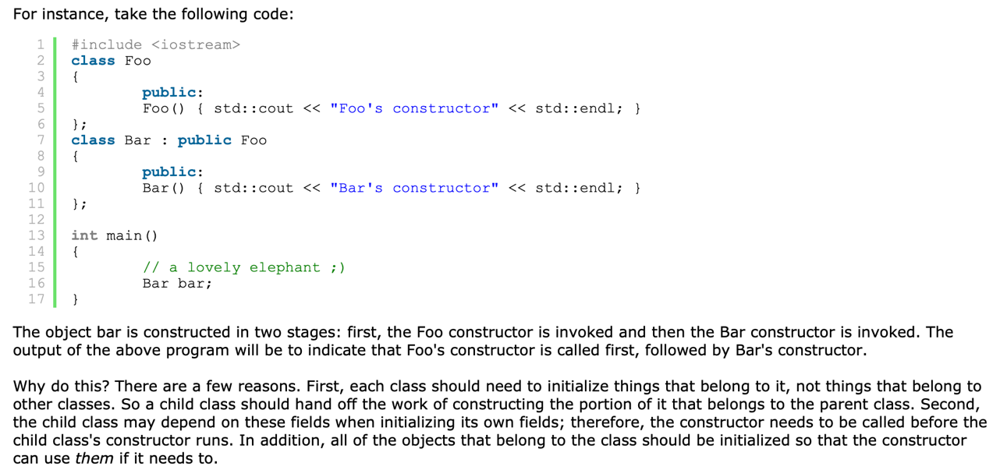 For instance, take the following code:
1 #include <iostream>
2 class Foo
3 {
4 public:
5 Foo() { std::cout << "Foo's constructor" << std::endl; }
6 };
7 class Bar : public Foo
8 {
9 public:
10 Bar() { std::cout << "Bar's constructor" << std::endl; }
11 };
12
13 int main()
14 {
15 // a lovely elephant ;)
16 Bar bar;
17 }
The object bar is constructed in two stages: first, the Foo constructor is invoked and then the Bar constructor is invoked. The
output of the above program will be to indicate that Foo's constructor is called first, followed by Bar's constructor.
Why do this? There are a few reasons. First, each class should need to initialize things that belong to it, not things that belong to
other classes. So a child class should hand off the work of constructing the portion of it that belongs to the parent class. Second,
the child class may depend on these fields when initializing its own fields; therefore, the constructor needs to be called before the
child class's constructor runs. In addition, all of the objects that belong to the class should be initialized so that the constructor
can use them if it needs to.